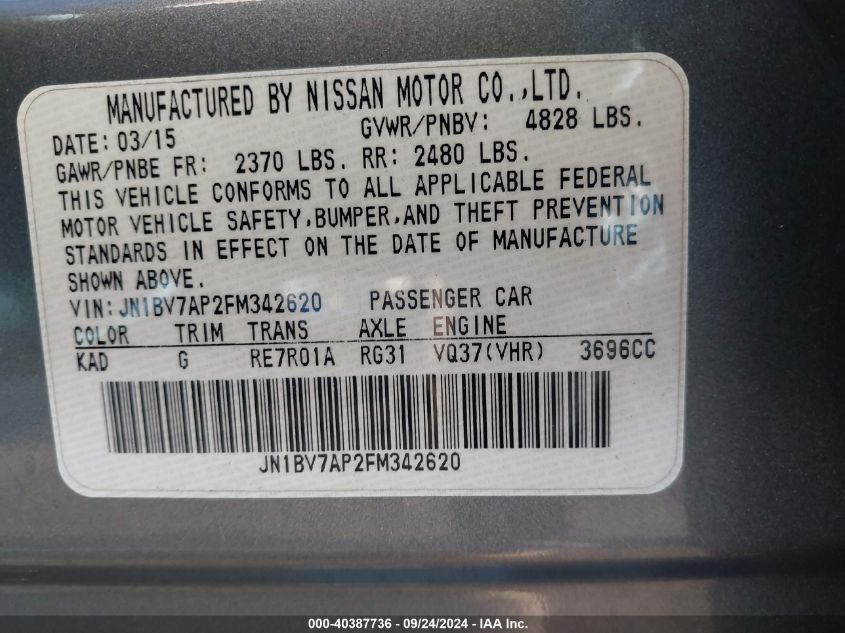 MANUFACTURED BY NISSAN MOTOR CO.,LTD.
DATE: 03/15 GVWR/PNBV: 4828 LBS.
GAWR/PNBE FR: 2370 LBS. RR: 2480 LBS.
THIS VEHICLE CONFORMS TO ALL APPLICABLE FEDERAL
MOTOR VEHICLE SAFETY,BUMPER,AND THEFT PREVENTION
STANDARDS IN EFFECT ON THE DATE OF MANUFACTURE
SHOWN ABOVE.
VIN: JN1BV7AP2FM342620 PASSENGER CAR
COLOR TRIM TRANS AXLE ENGINE
KAD G RE7R01A RG31 VQ37(VHR) 3696CC
JN1BV7AP2FM342620
000-40387736 - 09/24/2024 - IAA Inc.